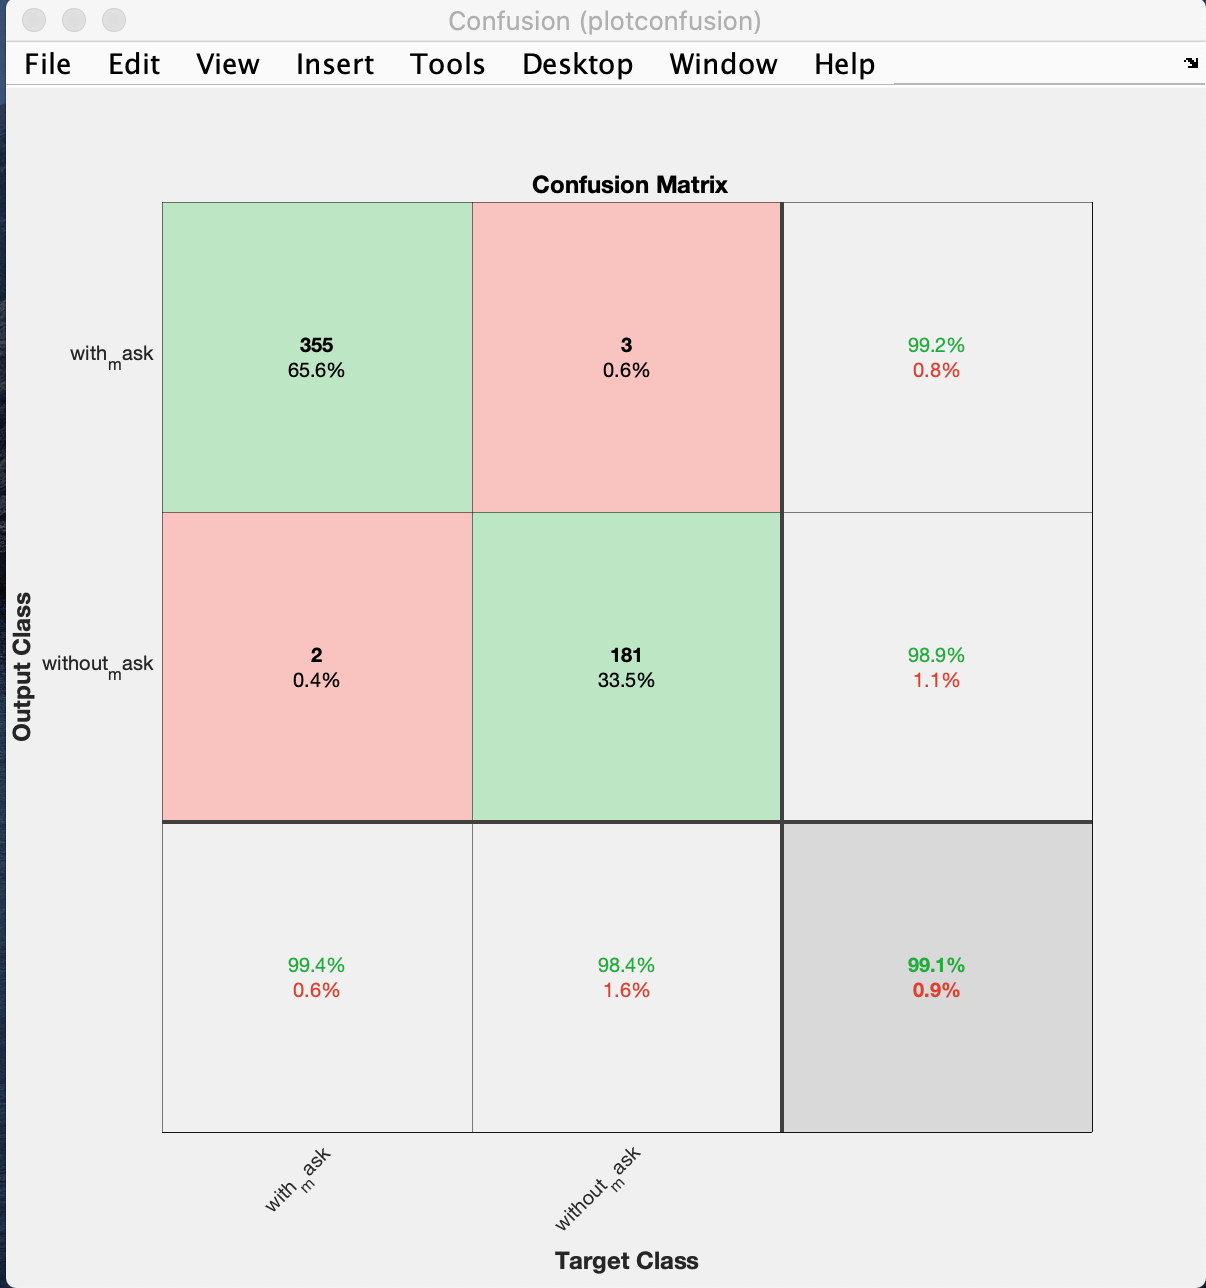 Confusion (plotconfusion)
File Edit View Insert Tools Desktop Window Help
Confusion Matrix
with_mask
355
65.6%
3
0.6%
99.2%
0.8%
Output Class
without_mask
2
0.4%
181
33.5%
98.9%
1.1%
99.4%
0.6%
98.4%
1.6%
99.1%
0.9%
with_mask
without_mask
Target Class